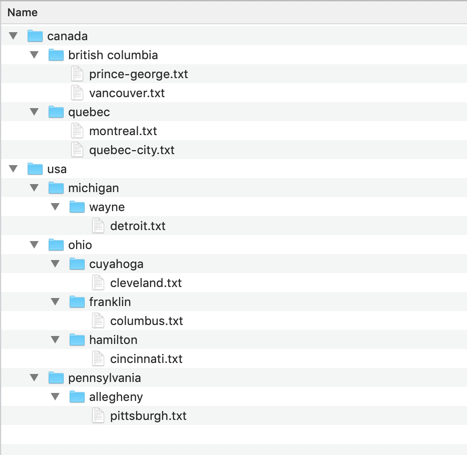 Name
canada
british columbia
prince-george.txt
vancouver.txt
quebec
montreal.txt
quebec-city.txt
usa
michigan
wayne
detroit.txt
ohio
cuyahoga
cleveland.txt
franklin
columbus.txt
hamilton
cincinnati.txt
pennsylvania
allegheny
pittsburgh.txt